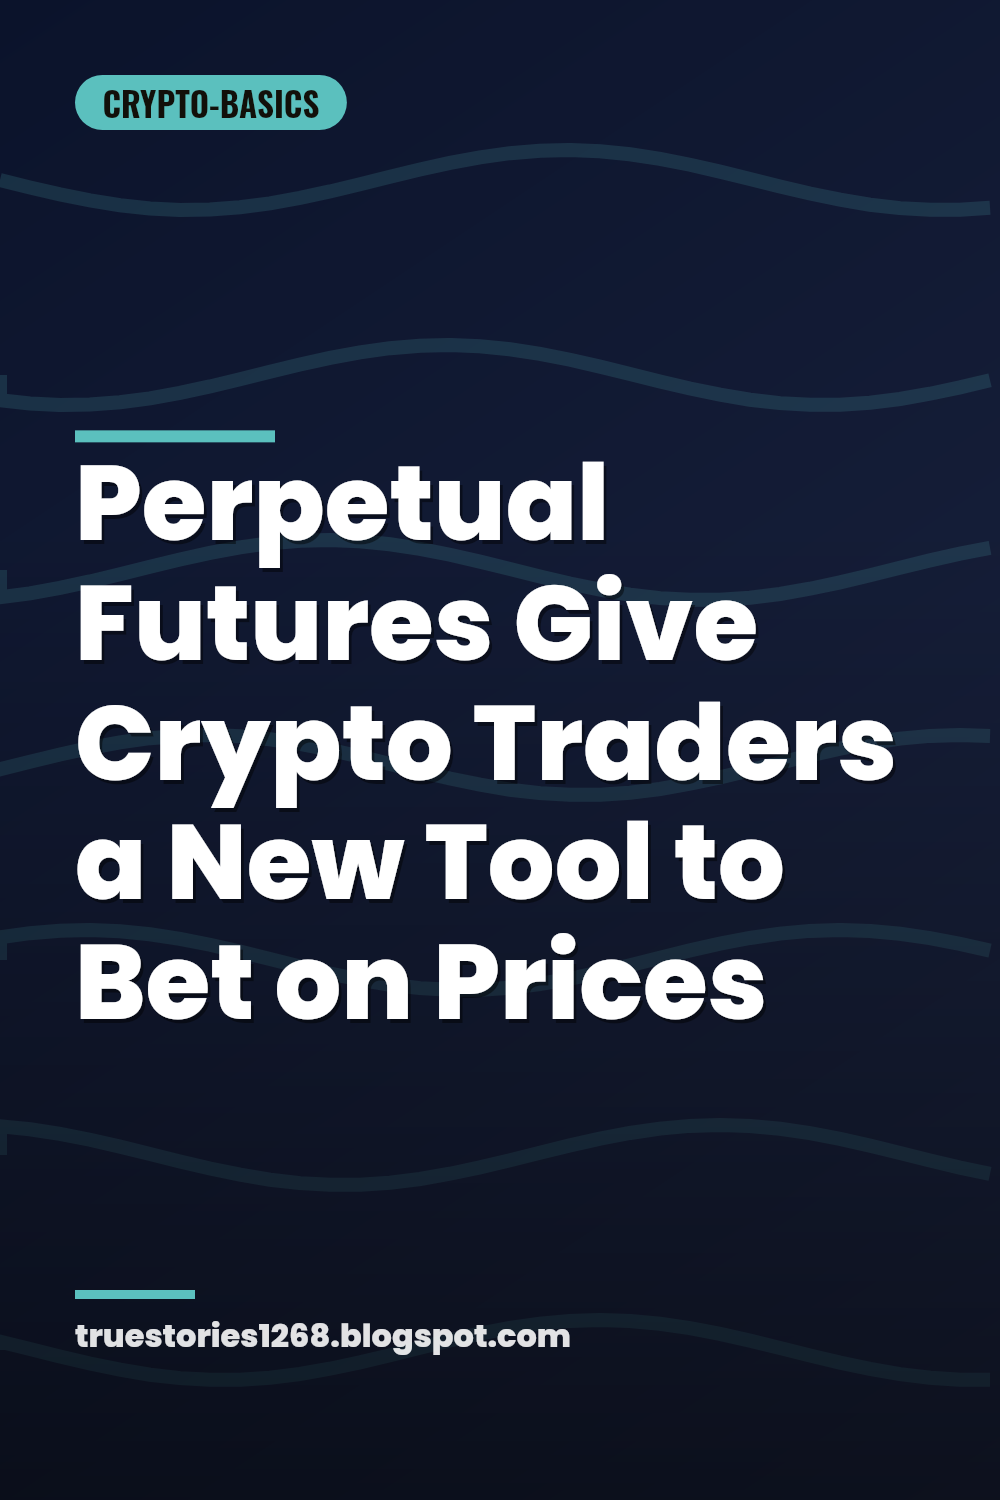 CRYPTO-BASICS
Perpetual
Futures Give
Crypto Traders
a New Tool to
Bet on Prices
truestories1268.blogspot.com